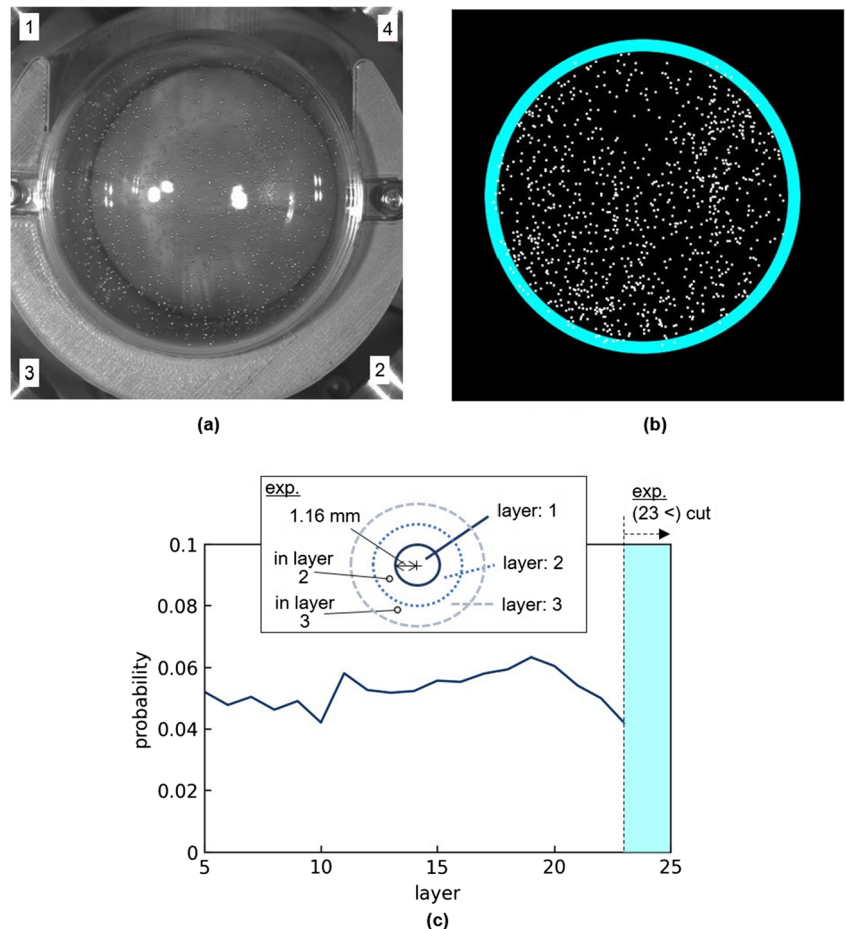 1
4
3
2
(a)
(b)
exp.
1.16 mm
layer: 1
in layer
2
layer: 2
in layer
3
layer: 3
exp.
(23 <) cut
0.1
0.08
0.06
0.04
0.02
0
probability
5
10
15
20
25
layer
(c)